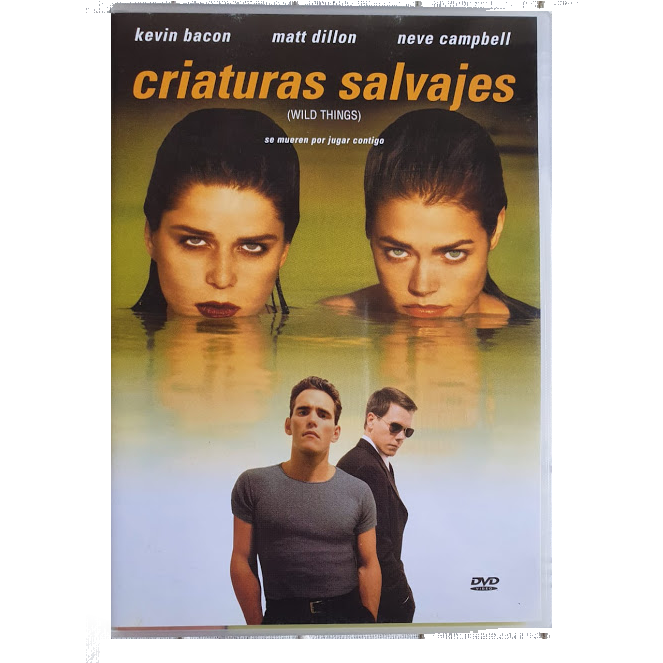 kevin bacon matt dillon neve campbell
criaturas salvajes
(WILD THINGS)
se mueren por jugar contigo
DVD
VIDEO